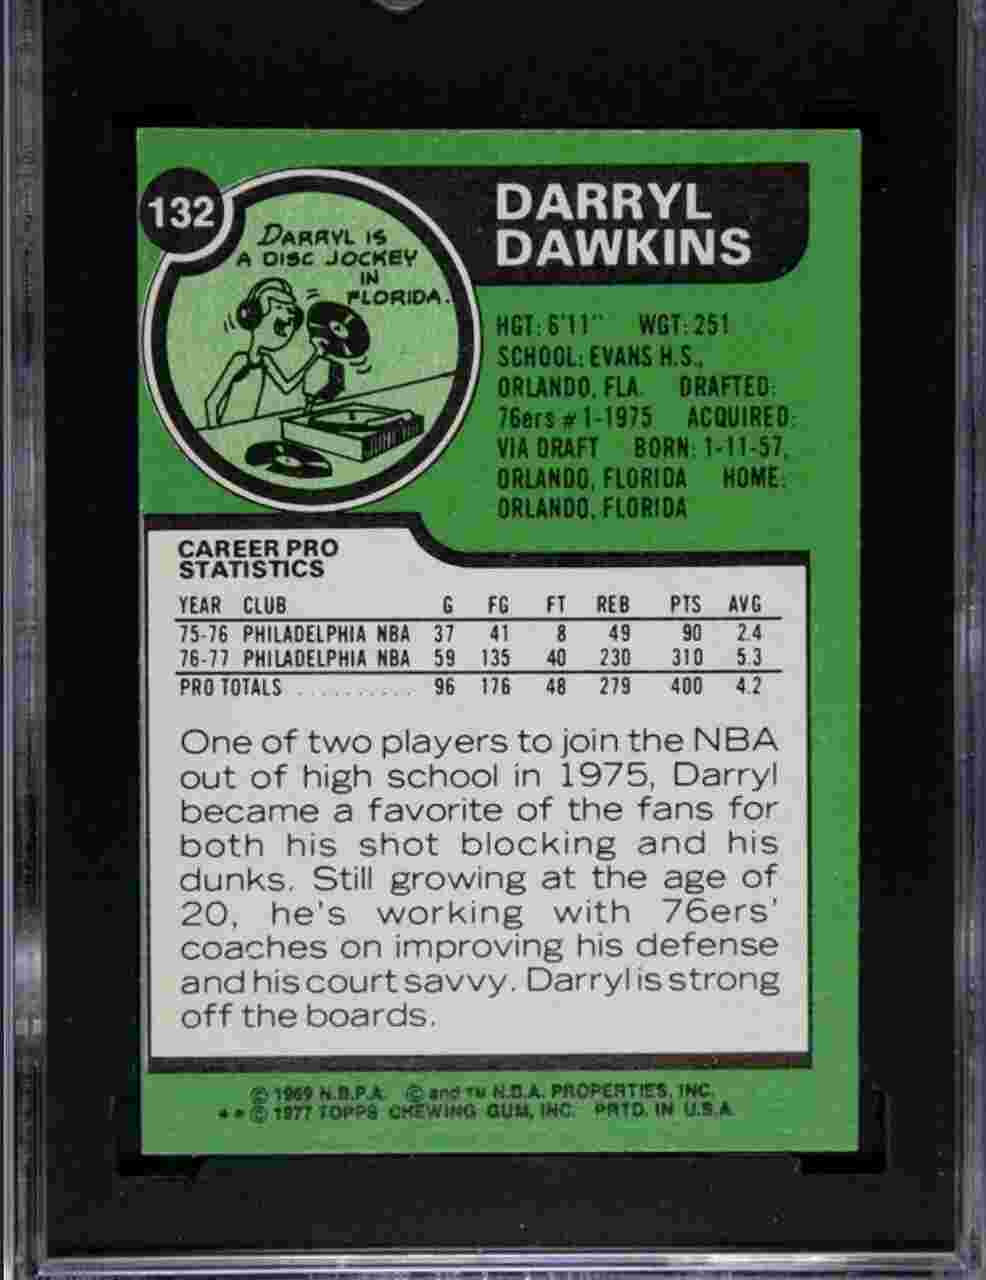 132
DARRYL IS
A DISC JOCKEY
IN
FLORIDA.
DARRYL
DAWKINS
HGT: 6'11" WGT: 251
SCHOOL: EVANS H.S.,
ORLANDO, FLA. DRAFTED:
76ers #1-1975 ACQUIRED:
VIA DRAFT BORN: 1-11-57,
ORLANDO, FLORIDA HOME:
ORLANDO, FLORIDA
CAREER PRO
STATISTICS
YEAR CLUB G FG FT REB PTS AVG
75-76 PHILADELPHIA NBA 37 41 8 49 90 2.4
76-77 PHILADELPHIA NBA 59 135 40 230 310 5.3
PRO TOTALS .......... 96 176 48 279 400 4.2
One of two players to join the NBA
out of high school in 1975, Darryl
became a favorite of the fans for
both his shot blocking and his
dunks. Still growing at the age of
20, he's working with 76ers'
coaches on improving his defense
and his court savvy. Darryl is strong
off the boards.
© 1969 N.B.P.A. © and TM N.B.A. PROPERTIES, INC.
* * © 1977 TOPPS CHEWING GUM, INC. PRTD. IN U.S.A.